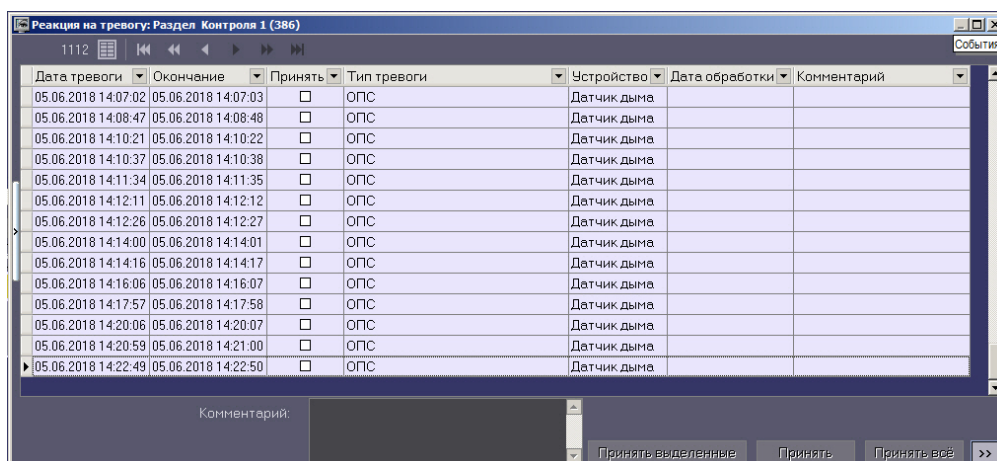 Реакция на тревогу: Раздел Контроля 1 (386)
События
1112
Дата тревоги Окончание Принять Тип тревоги Устройство Дата обработки Комментарий
05.06.2018 14:07:02 05.06.2018 14:07:03 ОПС Датчик дыма
05.06.2018 14:08:47 05.06.2018 14:08:48 ОПС Датчик дыма
05.06.2018 14:10:21 05.06.2018 14:10:22 ОПС Датчик дыма
05.06.2018 14:10:37 05.06.2018 14:10:38 ОПС Датчик дыма
05.06.2018 14:11:34 05.06.2018 14:11:35 ОПС Датчик дыма
05.06.2018 14:12:11 05.06.2018 14:12:12 ОПС Датчик дыма
05.06.2018 14:12:26 05.06.2018 14:12:27 ОПС Датчик дыма
05.06.2018 14:14:00 05.06.2018 14:14:01 ОПС Датчик дыма
05.06.2018 14:14:16 05.06.2018 14:14:17 ОПС Датчик дыма
05.06.2018 14:16:06 05.06.2018 14:16:07 ОПС Датчик дыма
05.06.2018 14:17:57 05.06.2018 14:17:58 ОПС Датчик дыма
05.06.2018 14:20:06 05.06.2018 14:20:07 ОПС Датчик дыма
05.06.2018 14:20:59 05.06.2018 14:21:00 ОПС Датчик дыма
05.06.2018 14:22:49 05.06.2018 14:22:50 ОПС Датчик дыма
Комментарий:
Принять выделенные Принять Принять всё >>